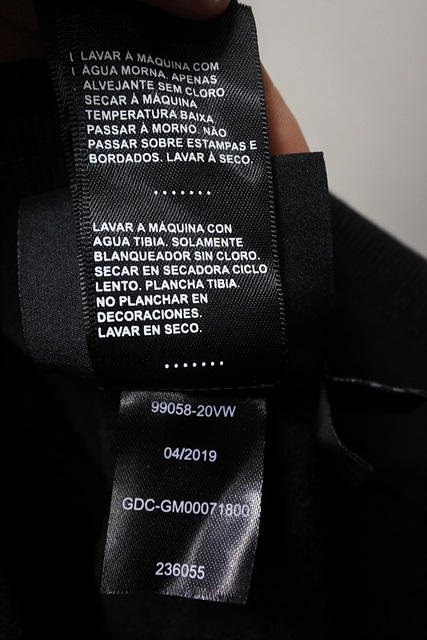 LAVAR À MÁQUINA COM
ÁGUA MORNA. APENAS
ALVEJANTE SEM CLORO
SECAR À MÁQUINA
TEMPERATURA BAIXA
PASSAR À MORNO. NÃO
PASSAR SOBRE ESTAMPAS E
BORDADOS. LAVAR À SECO.
.......
LAVAR A MÁQUINA CON
AGUA TIBIA. SOLAMENTE
BLANQUEADOR SIN CLORO.
SECAR EN SECADORA CICLO
LENTO. PLANCHA TIBIA.
NO PLANCHAR EN
DECORACIONES.
LAVAR EN SECO.
.......
99058-20VW
04/2019
GDC-GM00071800
236055